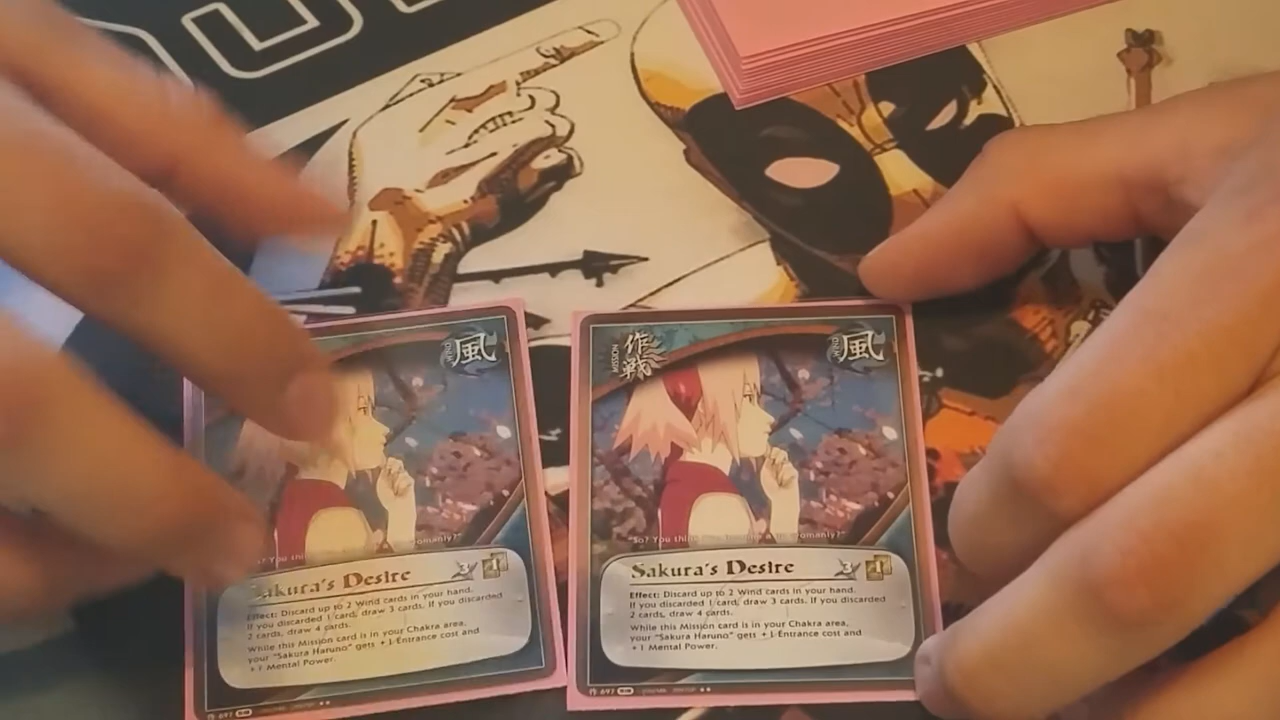 風
WIND
Sakura's Desire
3
1
Effect: Discard up to 2 Wind cards in your hand.
If you discarded 1 card, draw 3 cards. If you discarded
2 cards, draw 4 cards.
While this Mission card is in your Chakra area,
your "Sakura Haruno" gets +1 Entrance cost and
+1 Mental Power.
697
作戦
MISSION
風
WIND
"So? You think
womanly?"
Sakura's Desire
3
1
Effect: Discard up to 2 Wind cards in your hand.
If you discarded 1 card, draw 3 cards. If you discarded
2 cards, draw 4 cards.
While this Mission card is in your Chakra area,
your "Sakura Haruno" gets +1 Entrance cost and
+1 Mental Power.
697